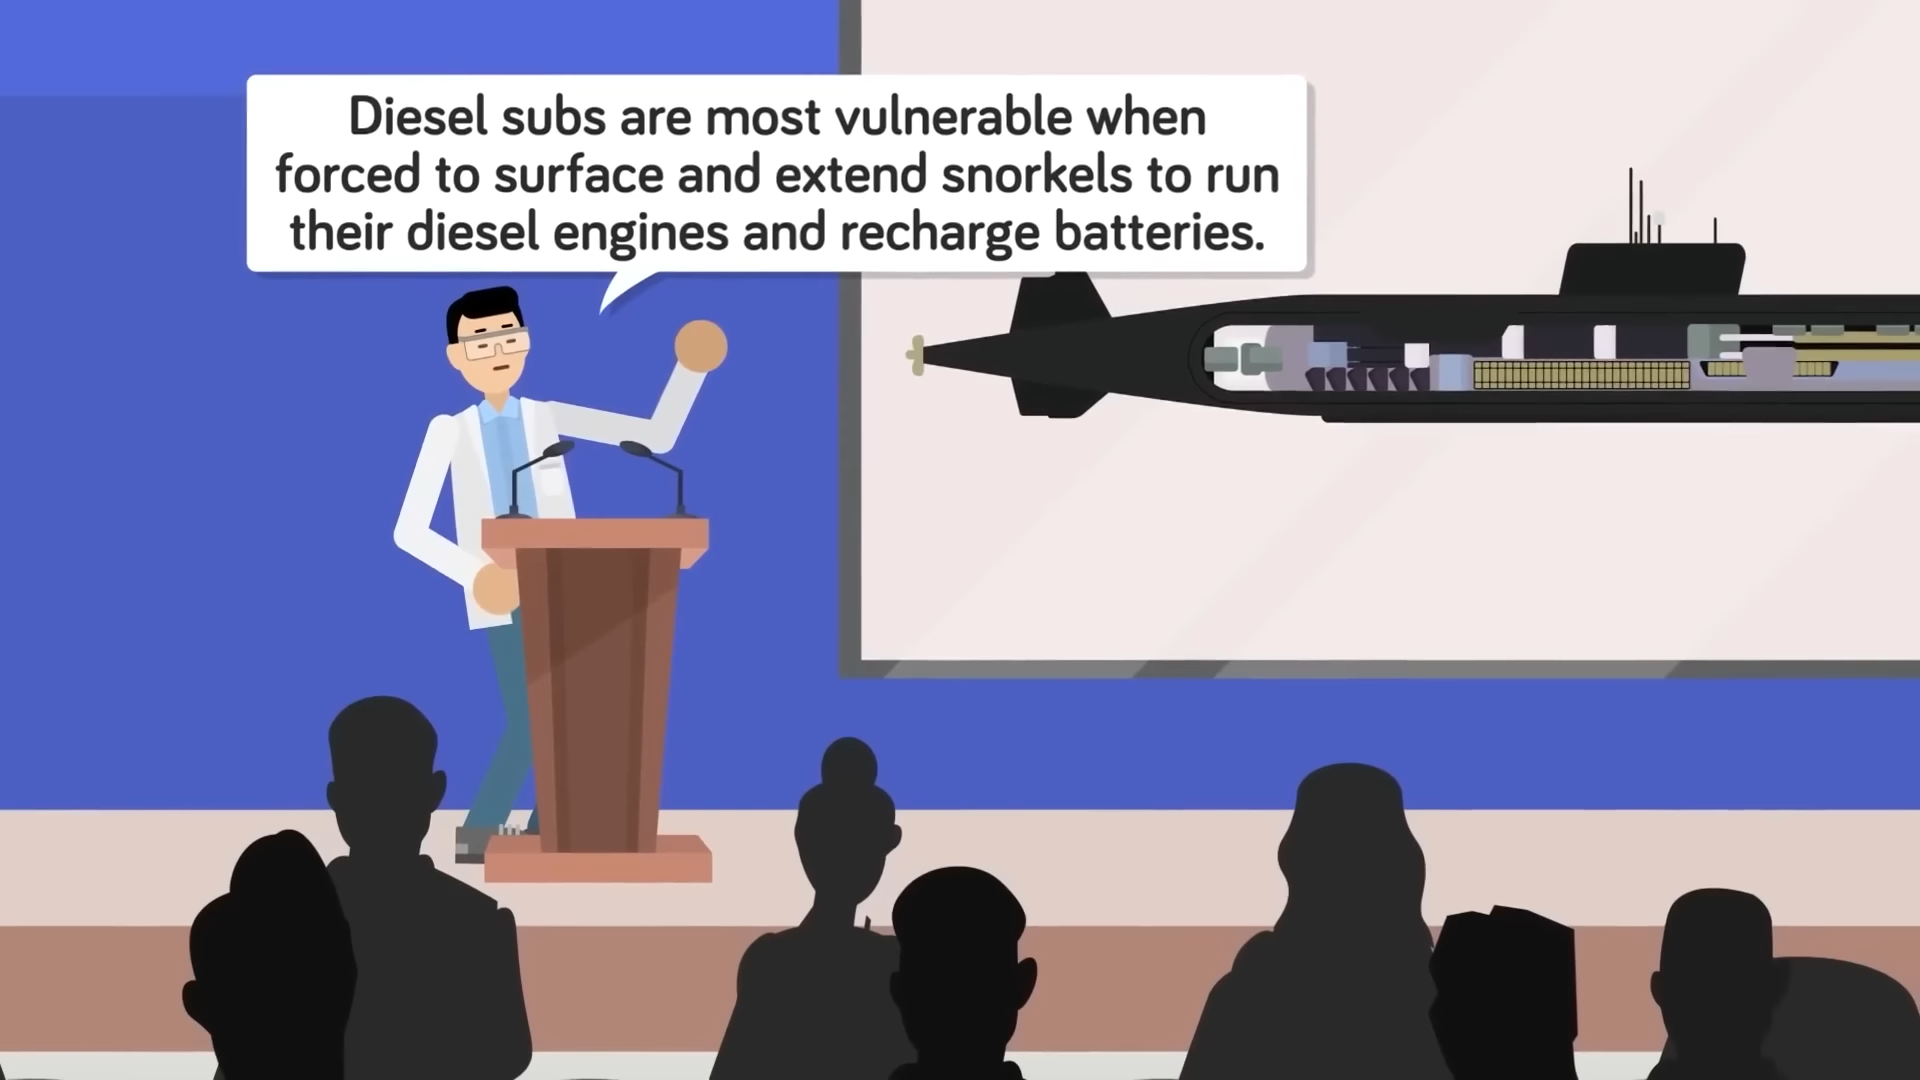 Diesel subs are most vulnerable when
forced to surface and extend snorkels to run
their diesel engines and recharge batteries.